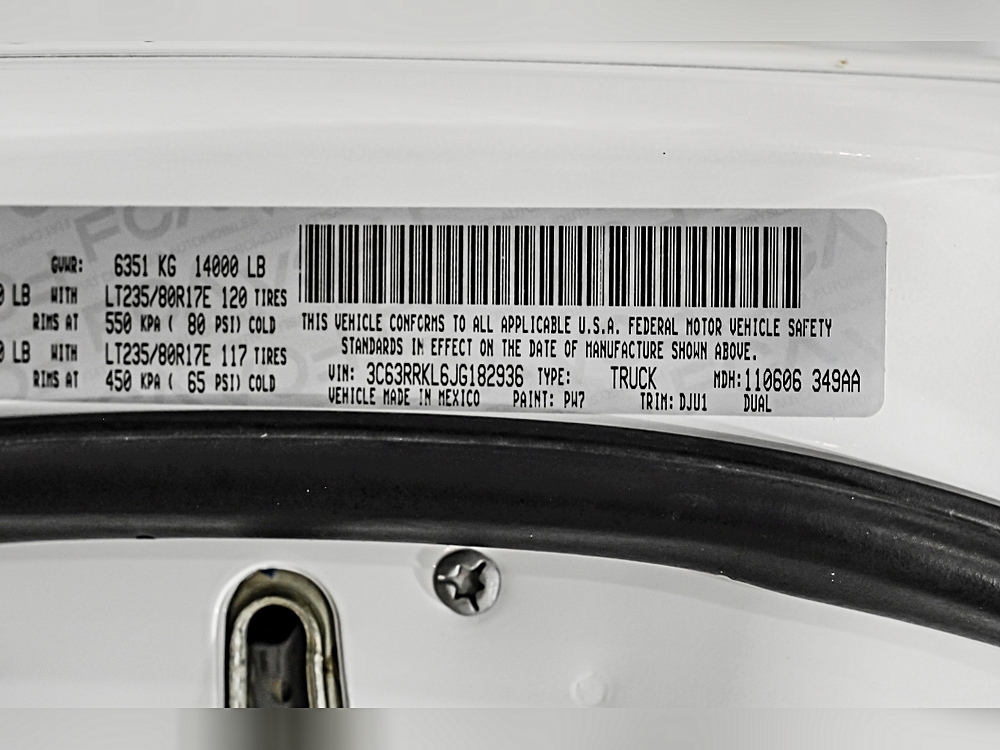 GVWR: 6351 KG 14000 LB
LB WITH LT235/80R17E 120 TIRES
RIMS AT 550 KPA ( 80 PSI) COLD
LB WITH LT235/80R17E 117 TIRES
RIMS AT 450 KPA ( 65 PSI) COLD
THIS VEHICLE CONFORMS TO ALL APPLICABLE U.S.A. FEDERAL MOTOR VEHICLE SAFETY
STANDARDS IN EFFECT ON THE DATE OF MANUFACTURE SHOWN ABOVE.
VIN: 3C63RRKL6JG182936 TYPE: TRUCK MDH:110606 349AA
VEHICLE MADE IN MEXICO PAINT: PW7 TRIM: DJU1 DUAL